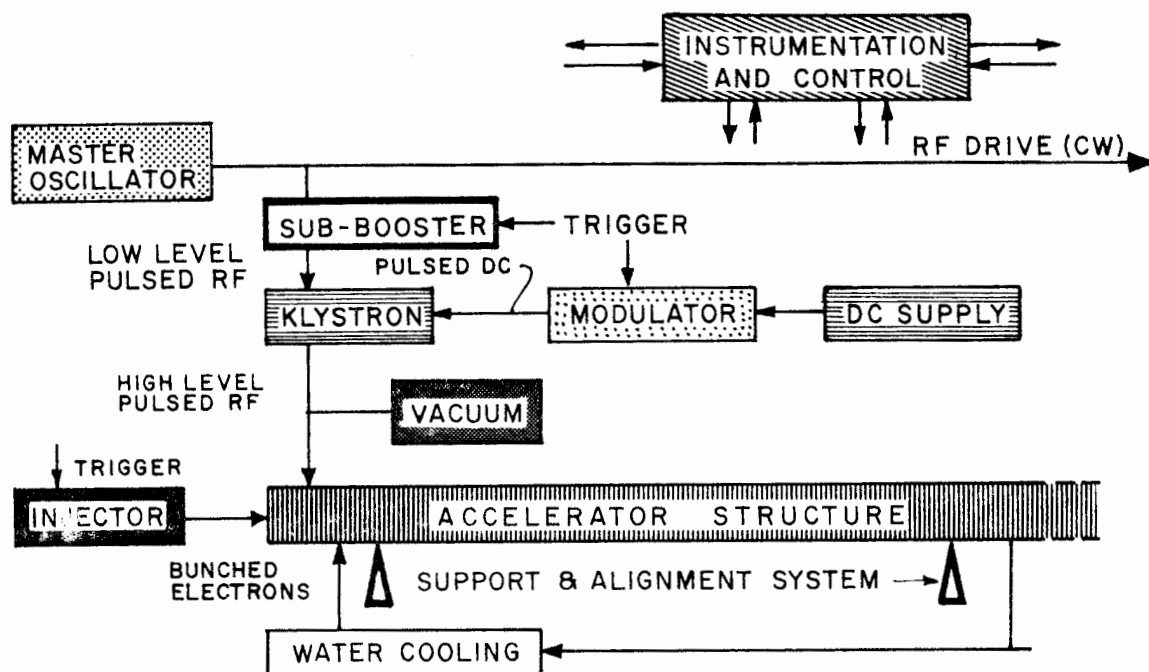 INSTRUMENTATION
AND CONTROL
MASTER
OSCILLATOR
RF DRIVE (CW)
SUB-BOOSTER
TRIGGER
LOW LEVEL
PULSED RF
PULSED DC
KLYSTRON
MODULATOR
DC SUPPLY
HIGH LEVEL
PULSED RF
VACUUM
TRIGGER
INJECTOR
ACCELERATOR STRUCTURE
BUNCHED
ELECTRONS
SUPPORT & ALIGNMENT SYSTEM
WATER COOLING